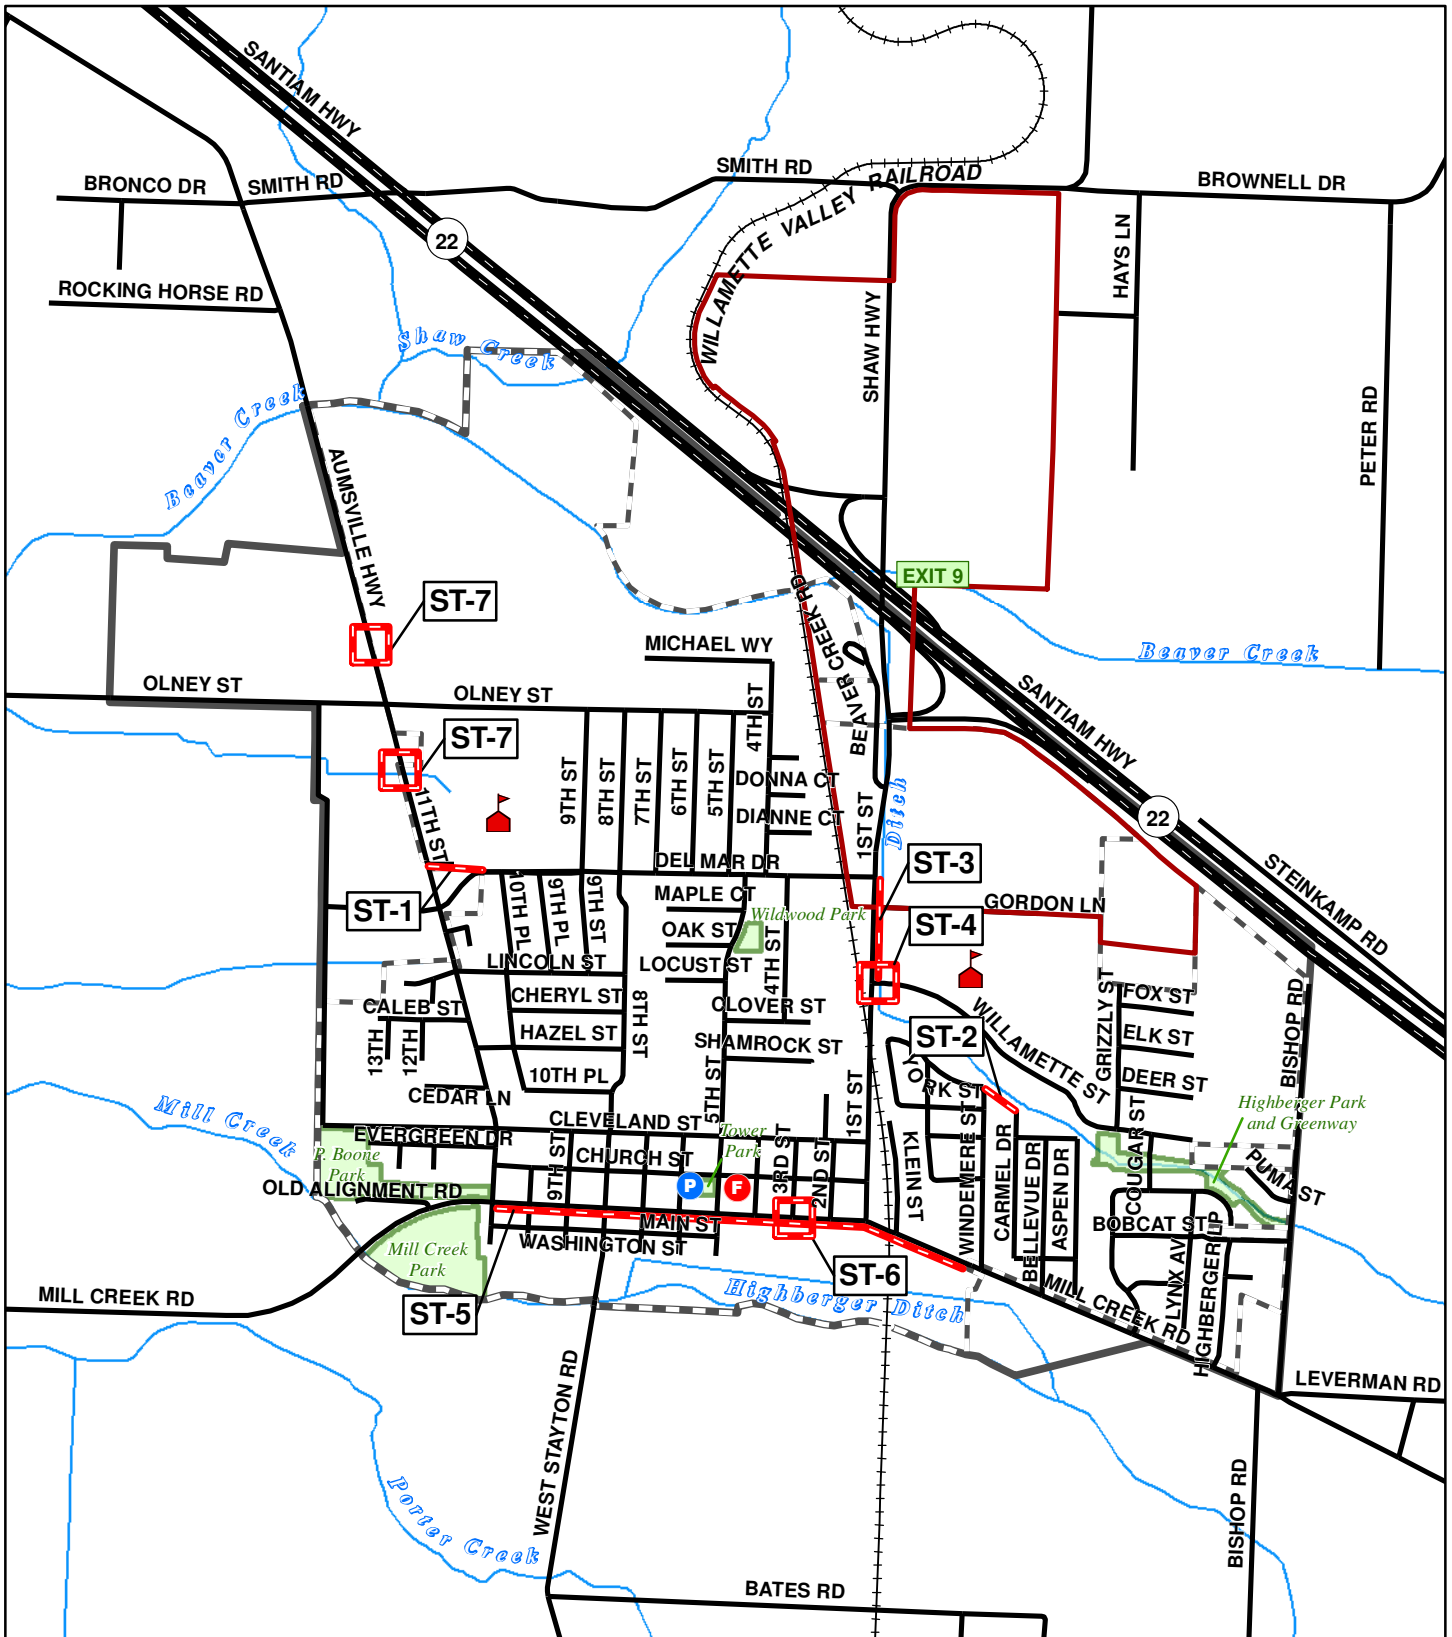 SANTIAM HWY
SMITH RD
WILLAMETTE VALLEY RAILROAD
BRONCO DR
SMITH RD
BROWNELL DR
22
HAYS LN
ROCKING HORSE RD
SHAW HWY
Shaw Creek
PETER RD
Beaver Creek
AUMSVILLE HWY
EXIT 9
ST-7
BEAVER CREEK RD
MICHAEL WY
Beaver Creek
OLNEY ST
OLNEY ST
4TH ST
BEAVER
SANTIAM HWY
ST-7
9TH ST
8TH ST
7TH ST
6TH ST
5TH ST
DONNA CT
11TH ST
DIANNE CT
1ST ST
Ditch
22
DEL MAR DR
ST-3
STEINKAMP RD
MAPLE CT
10TH PL
9TH PL
9TH ST
ST-1
Wildwood Park
GORDON LN
OAK ST
ST-4
LINCOLN ST
LOCUST ST
4TH ST
CHERYL ST
CLOVER ST
FOX ST
CALEB ST
8TH ST
GRIZZLY ST
BISHOP RD
WILLAMETTE ST
HAZEL ST
SHAMROCK ST
ST-2
ELK ST
13TH
12TH
10TH PL
YORK ST
DEER ST
CEDAR LN
5TH ST
1ST ST
Mill Creek
CLEVELAND ST
Highberger Park
and Greenway
EVERGREEN DR
Tower
Park
P. Boone
Park
CHURCH ST
9TH ST
3RD ST
2ND ST
KLEIN ST
WINDEMERE ST
CARMEL DR
BELLEVUE DR
ASPEN DR
COUGAR ST
PUMA ST
OLD ALIGNMENT RD
P
F
MAIN ST
BOBCAT ST
WASHINGTON ST
Mill Creek
Park
ST-6
LYNX AV
HIGHBERGER LP
MILL CREEK RD
ST-5
Highberger Ditch
MILL CREEK RD
LEVERMAN RD
WEST STAYTON RD
Porter Creek
BISHOP RD
BATES RD